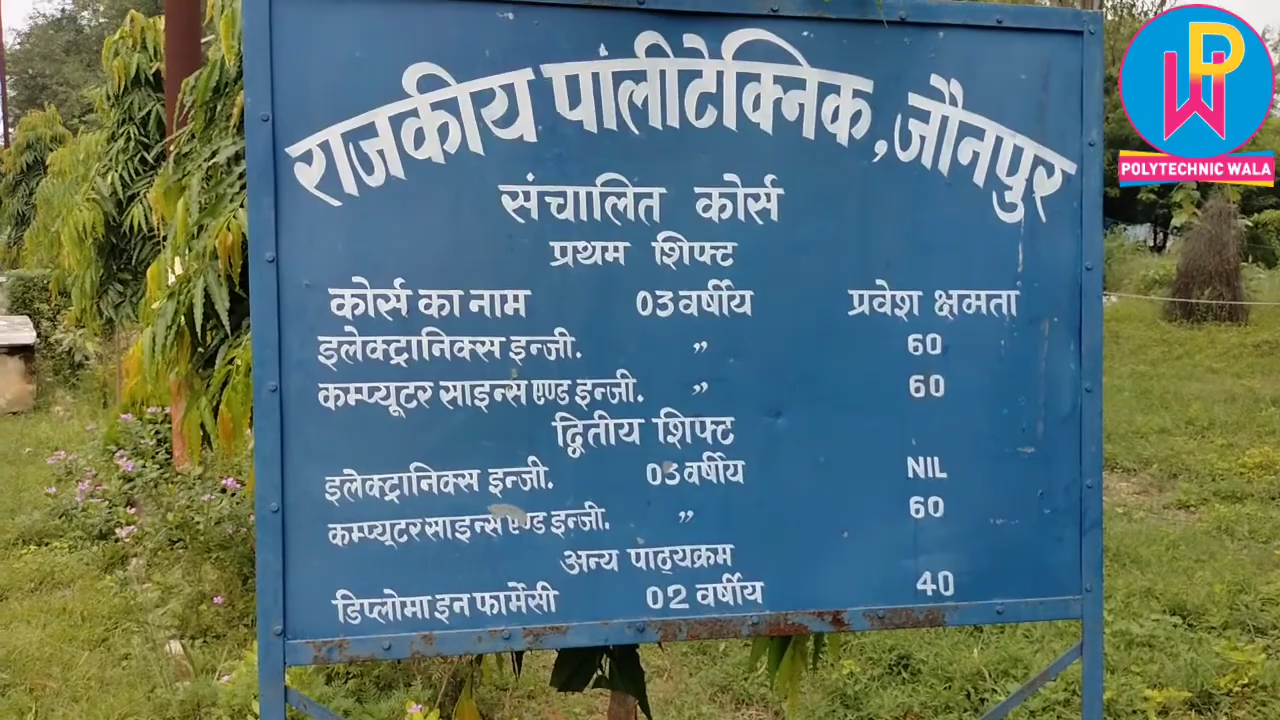 राजकीय पांलीटेक्निक, जौनपुर
संचालित कोर्स
प्रथम शिफ्ट
कोर्स का नाम 03 वर्षीय प्रवेश क्षमता
इलेक्ट्रानिक्स इन्जी. ” 60
कम्प्यूटर साइन्स एण्ड इन्जी. ” 60
द्वितीय शिफ्ट
इलेक्ट्रानिक्स इन्जी. 03 वर्षीय NIL
कम्प्यूटर साइन्स एण्ड इन्जी. ” 60
अन्य पाठ्यक्रम
डिप्लोमा इन फार्मेसी 02 वर्षीय 40
WP
POLYTECHNIC WALA